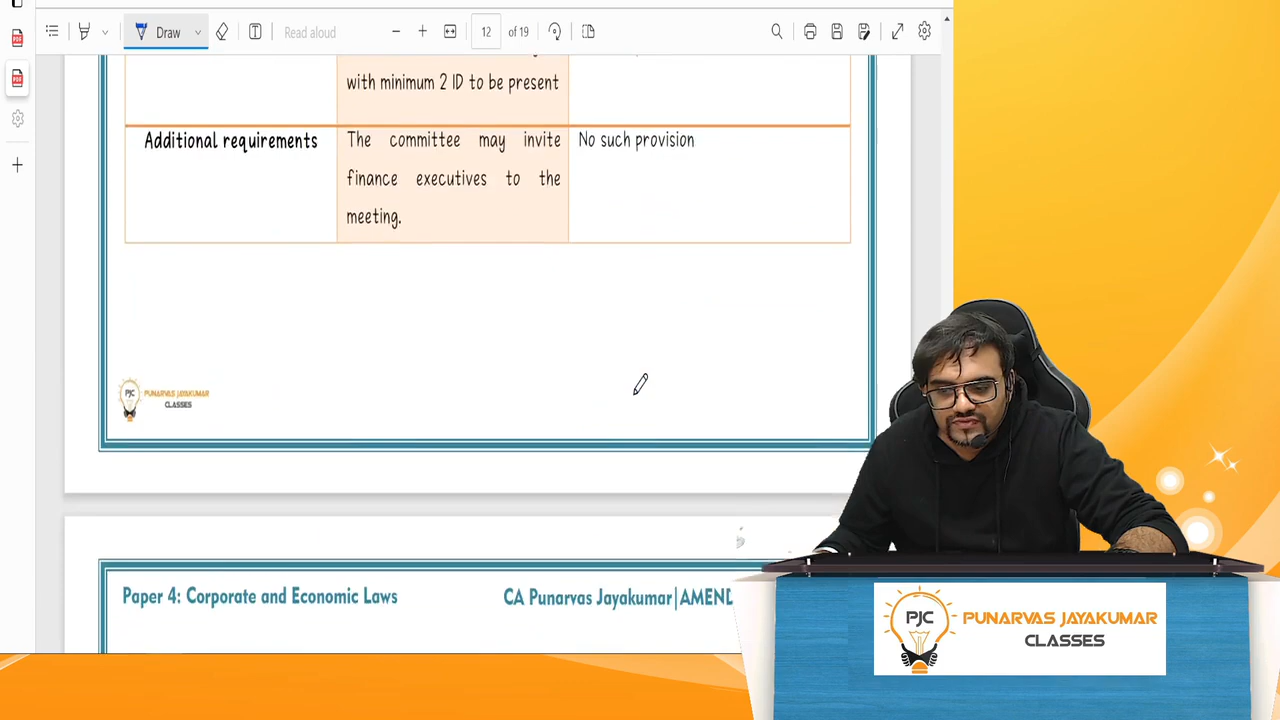 Draw
Read aloud
12 of 19
with minimum 2 ID to be present
Additional requirements
The committee may invite
finance executives to the
meeting.
No such provision
PJC
PUNARVAS JAYAKUMAR
CLASSES
Paper 4: Corporate and Economic Laws
CA Punarvas Jayakumar|AMEND
PJC
PUNARVAS JAYAKUMAR
CLASSES